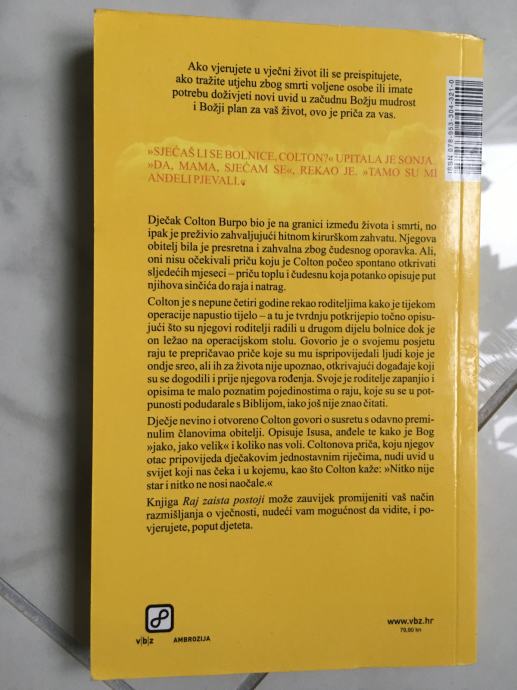 Ako vjerujete u vječni život ili se preispitujete,
ako tražite utjehu zbog smrti voljene osobe ili imate
potrebu doživjeti novi uvid u začudnu Božju mudrost
i Božji plan za vaš život, ovo je priča za vas.
ISBN 978-953-304-321-0
»SJEĆAŠ LI SE BOLNICE, COLTON?« UPITALA JE SONJA.
»DA, MAMA, SJEĆAM SE«, REKAO JE. »TAMO SU MI
ANĐELI PJEVALI.«
Dječak Colton Burpo bio je na granici između života i smrti, no
ipak je preživio zahvaljujući hitnom kirurškom zahvatu. Njegova
obitelj bila je presretna i zahvalna zbog čudesnog oporavka. Ali,
oni nisu očekivali priču koju je Colton počeo spontano otkrivati
sljedećih mjeseci – priču toplu i čudesnu koja potanko opisuje put
njihova sinčića do raja i natrag.
Colton je s nepune četiri godine rekao roditeljima kako je tijekom
operacije napustio tijelo – a tu je tvrdnju potkrijepio točno opisu-
jući što su njegovi roditelji radili u drugom dijelu bolnice dok je
on ležao na operacijskom stolu. Govorio je o svojemu posjetu
raju te prepričavao priče koje su mu ispripovijedali ljudi koje je
ondje sreo, ali ih za života nije upoznao, otkrivajući događaje koji
su se dogodili i prije njegova rođenja. Svoje je roditelje zapanjio i
opisima te malo poznatim pojedinostima o raju, koje su se u pot-
punosti podudarale s Biblijom, iako još nije znao čitati.
Dječje nevino i otvoreno Colton govori o susretu s odavno premi-
nulim članovima obitelji. Opisuje Isusa, anđele te kako je Bog
»jako, jako velik« i koliko nas voli. Coltonova priča, koju njegov
otac pripovijeda dječakovim jednostavnim riječima, nudi uvid u
svijet koji nas čeka i u kojemu, kao što Colton kaže: »Nitko nije
star i nitko ne nosi naočale.«
Knjiga Raj zaista postoji može zauvijek promijeniti vaš način
razmišljanja o vječnosti, nudeći vam mogućnost da vidite, i po-
vjerujete, poput djeteta.
v|b|z
AMBROZIJA
www.vbz.hr
79,90 kn